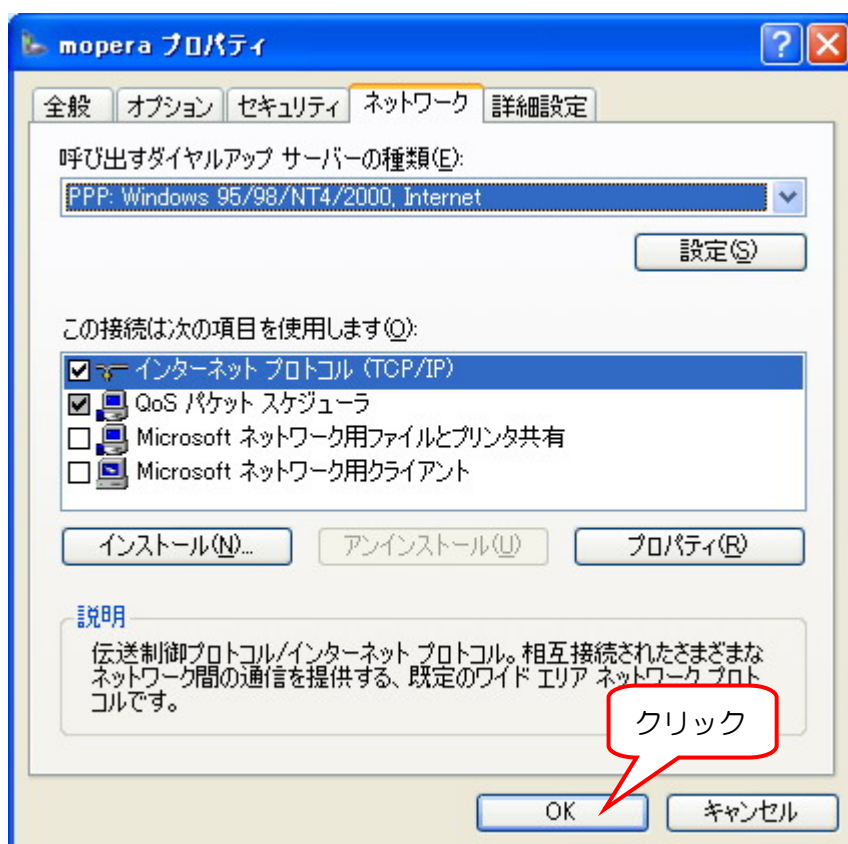 mopera プロパティ
全般 オプション セキュリティ ネットワーク 詳細設定
呼び出すダイヤルアップ サーバーの種類(E):
PPP: Windows 95/98/NT4/2000, Internet
設定(S)
この接続は次の項目を使用します(O):
インターネット プロトコル (TCP/IP)
QoS パケット スケジューラ
Microsoft ネットワーク用ファイルとプリンタ共有
Microsoft ネットワーク用クライアント
インストール(N)... アンインストール(U) プロパティ(R)
説明
伝送制御プロトコル/インターネット プロトコル。相互接続されたさまざまな
ネットワーク間の通信を提供する、既定のワイド エリア ネットワーク プロト
コルです。
クリック
OK キャンセル